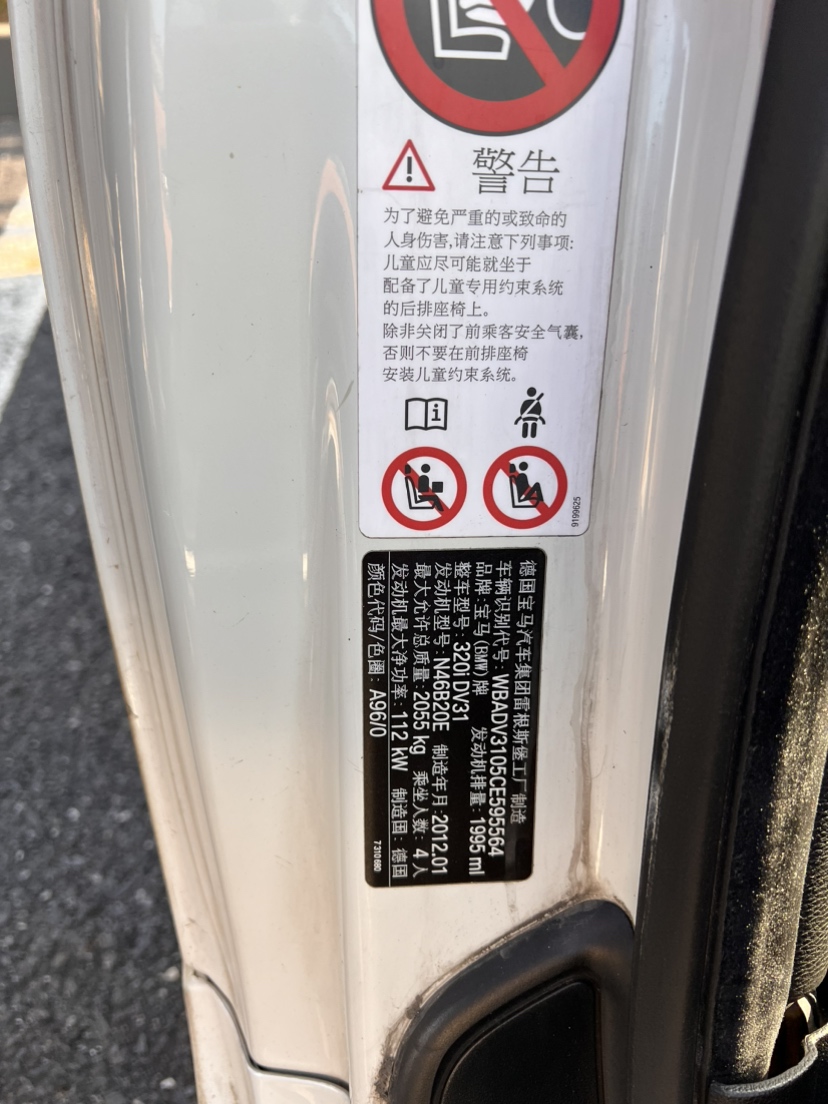 警告
为了避免严重的或致命的
人身伤害,请注意下列事项:
儿童应尽可能就坐于
配备了儿童专用约束系统
的后排座椅上。
除非关闭了前乘客安全气囊,
否则不要在前排座椅
安装儿童约束系统。
9199625
德国宝马汽车集团雷根斯堡工厂制造
车辆识别代号: WBADV3105CE595564
品牌: 宝马(BMW)牌 发动机排量: 1995 ml
整车型号: 320i DV31
发动机型号: N46B20E 制造年月: 2012.01
最大允许总质量: 2055 kg 乘坐人数: 4 人
发动机最大净功率: 112 kW 制造国: 德国
颜色代码/色圈: A96/0
7 310 680